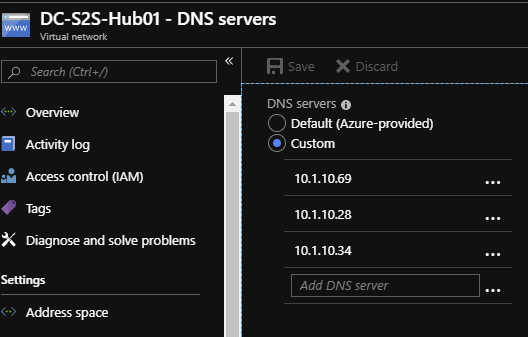 DC-S2S-Hub01 - DNS servers
Virtual network
Search (Ctrl+/)
Overview
Activity log
Access control (IAM)
Tags
Diagnose and solve problems
Settings
Address space
Save Discard
DNS servers
Default (Azure-provided)
Custom
10.1.10.69 ...
10.1.10.28 ...
10.1.10.34 ...
Add DNS server ...